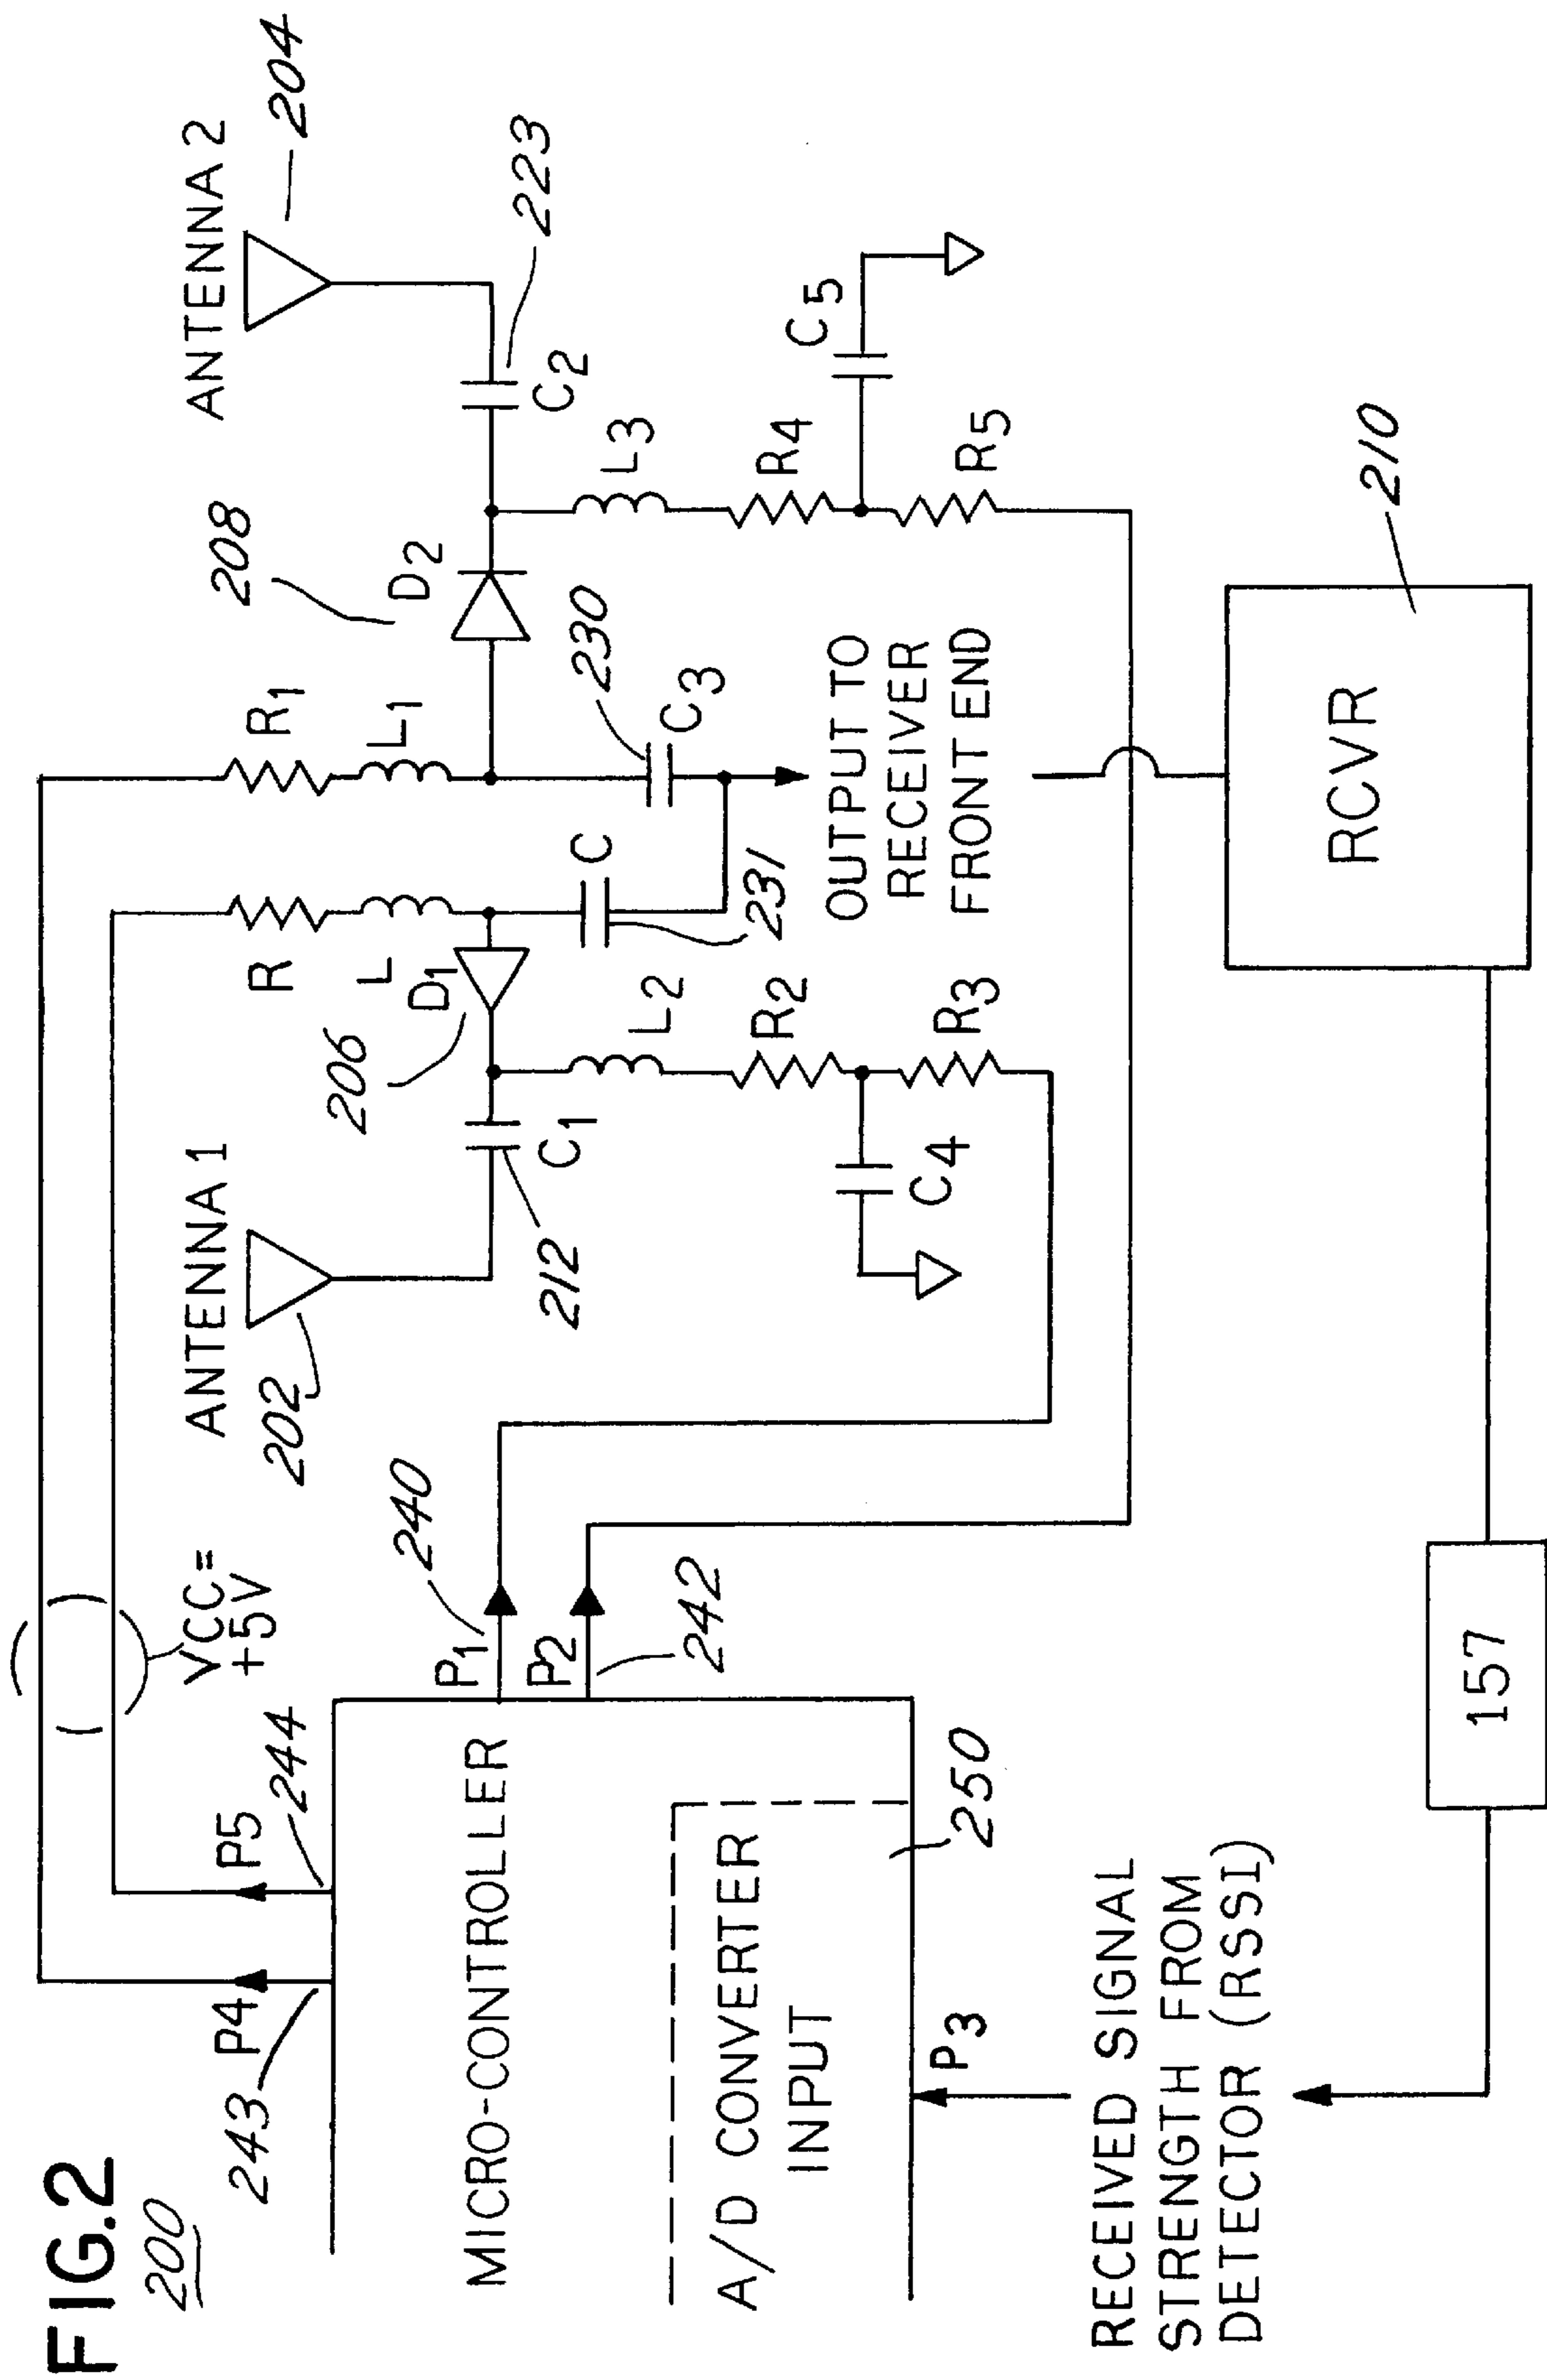 FIG.2
200
243
P4
P5
244
VCC=
+5V
MICRO-CONTROLLER
A/D CONVERTER
INPUT
250
P1
240
P2
242
P3
RECEIVED SIGNAL
STRENGTH FROM
DETECTOR (RSSI)
157
ANTENNA 1
202
212
C1
206
D1
R
L
C
231
L2
R2
R3
C4
R1
L1
230
C3
OUTPUT TO
RECEIVER
FRONT END
208
D2
ANTENNA 2
204
223
C2
L3
R4
C5
R5
RCVR
210